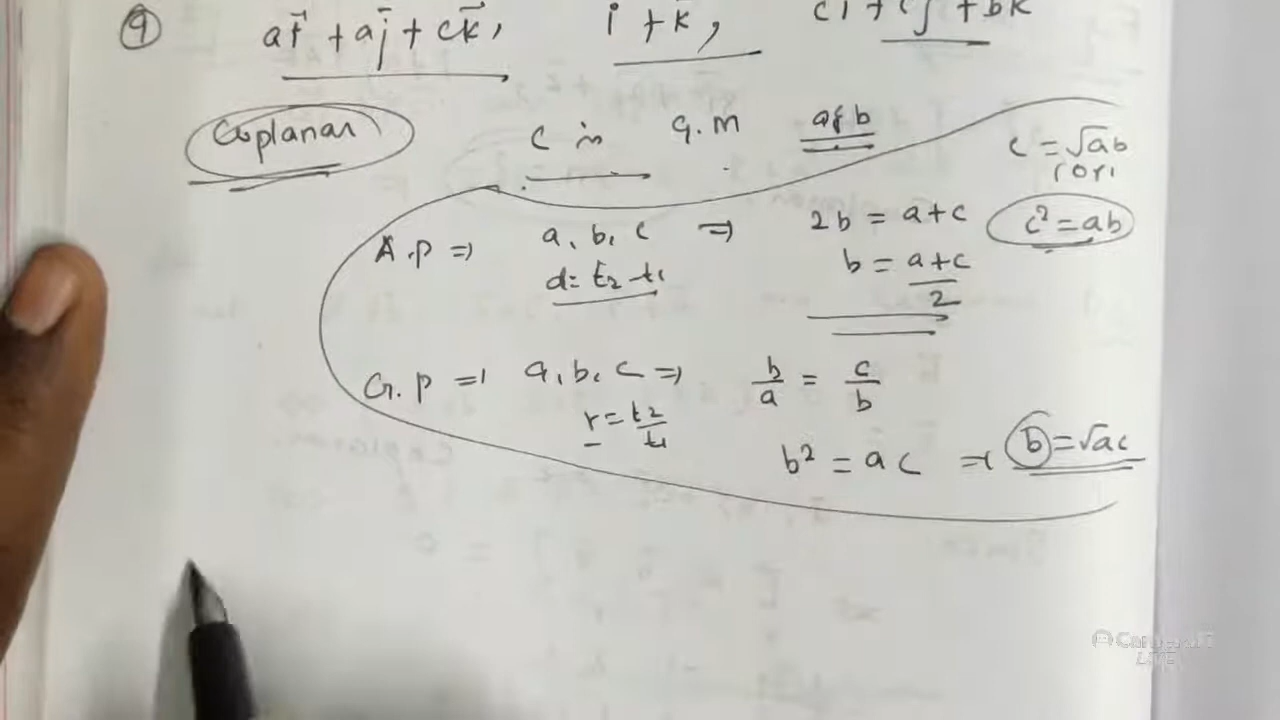 9 ai⃗ + aj⃗ + ck⃗, i + k⃗, ci + cj + bk
Coplanar c is G.M a & b
c = √ab
(or)
c² = ab
A.P ⇒ a, b, c ⇒ 2b = a+c
d = t₂ - t₁ b = a+c/2
G.P ⇒ a, b, c ⇒ b/a = c/b
r = t₂/t₁
b² = ac ⇒ b = √ac